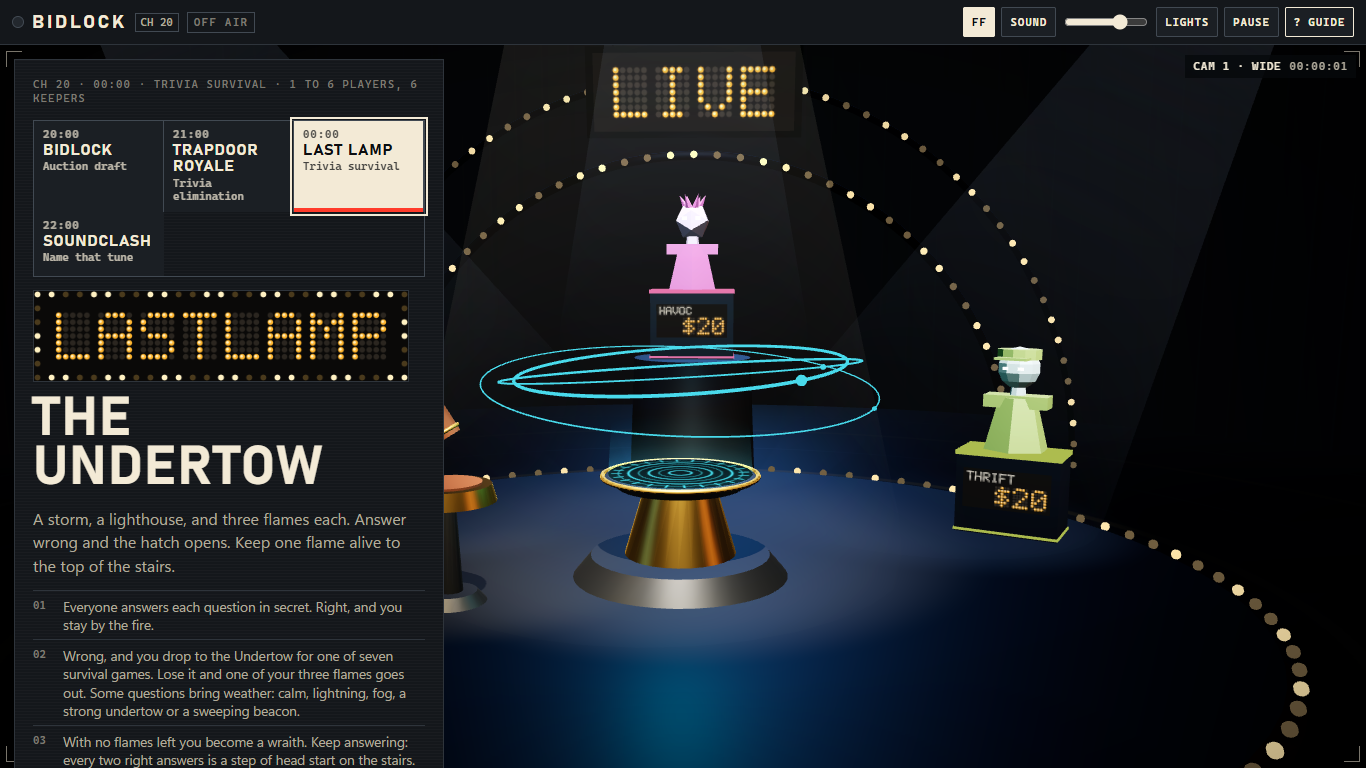 BIDLOCK CH 20 OFF AIR
FF SOUND LIGHTS PAUSE ? GUIDE
CAM 1 · WIDE 00:00:01
CH 20 · 00:00 · TRIVIA SURVIVAL · 1 TO 6 PLAYERS, 6
KEEPERS
20:00
BIDLOCK
Auction draft
21:00
TRAPDOOR
ROYALE
Trivia
elimination
00:00
LAST LAMP
Trivia survival
22:00
SOUNDCLASH
Name that tune
LAST LAMP
THE
UNDERTOW
A storm, a lighthouse, and three flames each. Answer
wrong and the hatch opens. Keep one flame alive to
the top of the stairs.
01 Everyone answers each question in secret. Right, and you
stay by the fire.
02 Wrong, and you drop to the Undertow for one of seven
survival games. Lose it and one of your three flames goes
out. Some questions bring weather: calm, lightning, fog, a
strong undertow or a sweeping beacon.
03 With no flames left you become a wraith. Keep answering:
every two right answers is a step of head start on the stairs.
LIVE
HAVOC
$20
THRIFT
$20